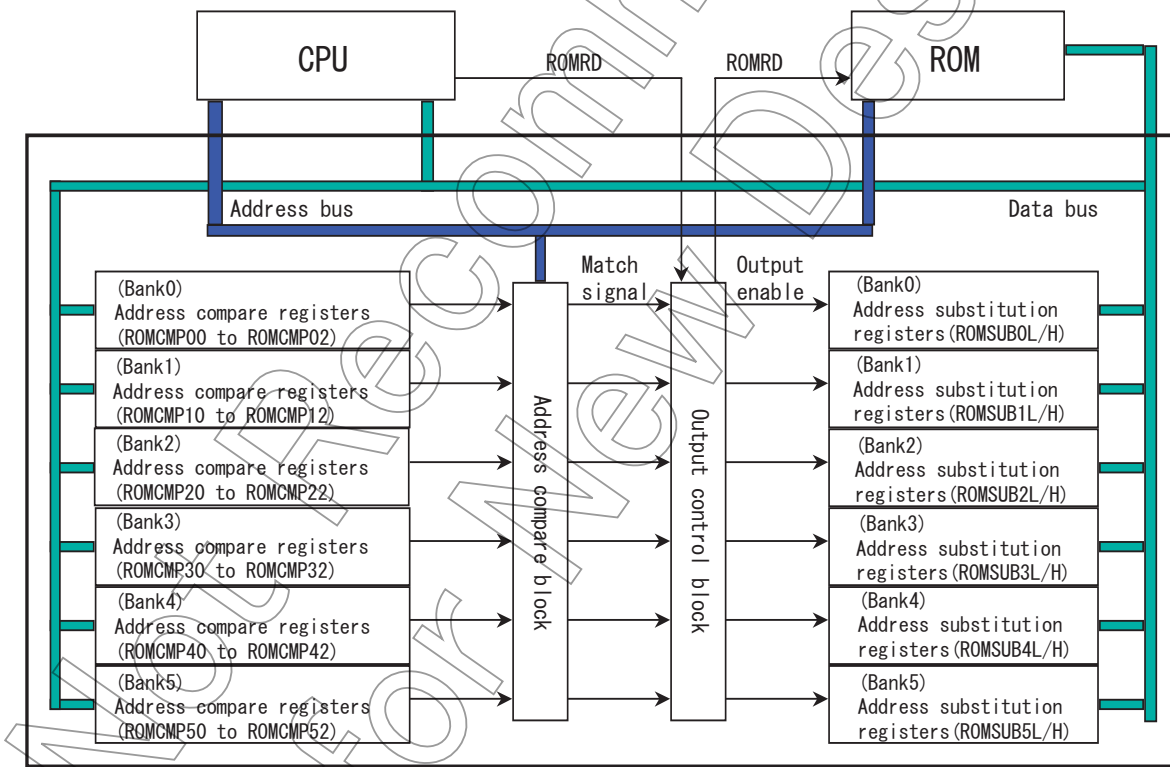 CPU
ROMRD
ROMRD
ROM
Address bus
Data bus
Match
signal
Output
enable
(Bank0)
Address compare registers
(ROMCMP00 to ROMCMP02)
(Bank1)
Address compare registers
(ROMCMP10 to ROMCMP12)
(Bank2)
Address compare registers
(ROMCMP20 to ROMCMP22)
(Bank3)
Address compare registers
(ROMCMP30 to ROMCMP32)
(Bank4)
Address compare registers
(ROMCMP40 to ROMCMP42)
(Bank5)
Address compare registers
(ROMCMP50 to ROMCMP52)
Address compare block
Output control block
(Bank0)
Address substitution
registers(ROMSUB0L/H)
(Bank1)
Address substitution
registers(ROMSUB1L/H)
(Bank2)
Address substitution
registers(ROMSUB2L/H)
(Bank3)
Address substitution
registers(ROMSUB3L/H)
(Bank4)
Address substitution
registers(ROMSUB4L/H)
(Bank5)
Address substitution
registers(ROMSUB5L/H)
Not
for New